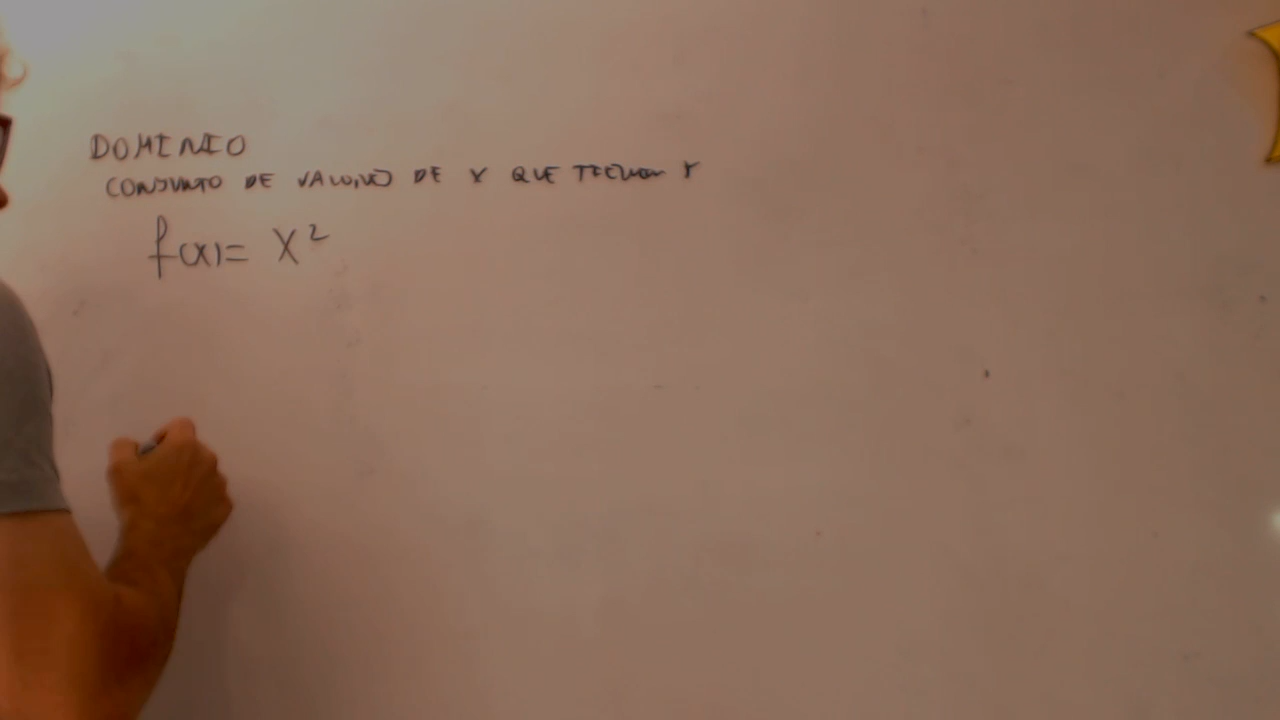 DOMINIO
CONJUNTO DE VALORES DE X QUE TIENEN Y
f(x)= X²